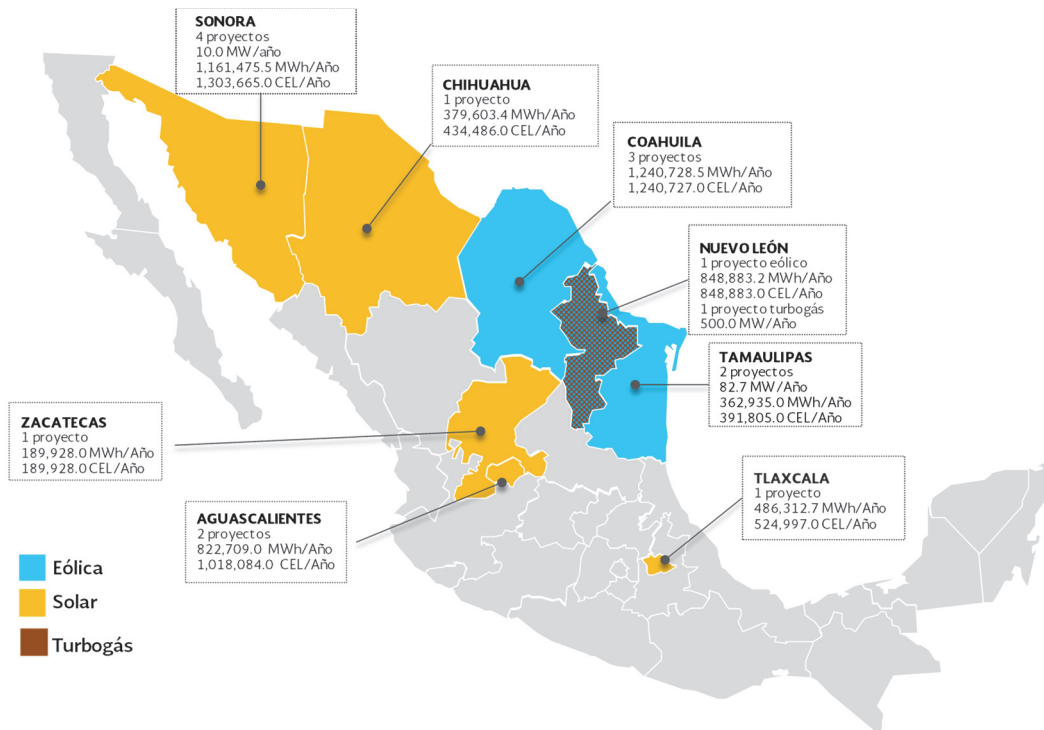 SONORA
4 proyectos
10.0 MW/año
1,161,475.5 MWh/Año
1,303,665.0 CEL/Año
CHIHUAHUA
1 proyecto
379,603.4 MWh/Año
434,486.0 CEL/Año
COAHUILA
3 proyectos
1,240,728.5 MWh/Año
1,240,727.0 CEL/Año
NUEVO LEÓN
1 proyecto eólico
848,883.2 MWh/Año
848,883.0 CEL/Año
1 proyecto turbogás
500.0 MW/Año
TAMAULIPAS
2 proyectos
82.7 MW/Año
362,935.0 MWh/Año
391,805.0 CEL/Año
ZACATECAS
1 proyecto
189,928.0 MWh/Año
189,928.0 CEL/Año
AGUASCALIENTES
2 proyectos
822,709.0 MWh/Año
1,018,084.0 CEL/Año
TLAXCALA
1 proyecto
486,312.7 MWh/Año
524,997.0 CEL/Año
Eólica
Solar
Turbogás